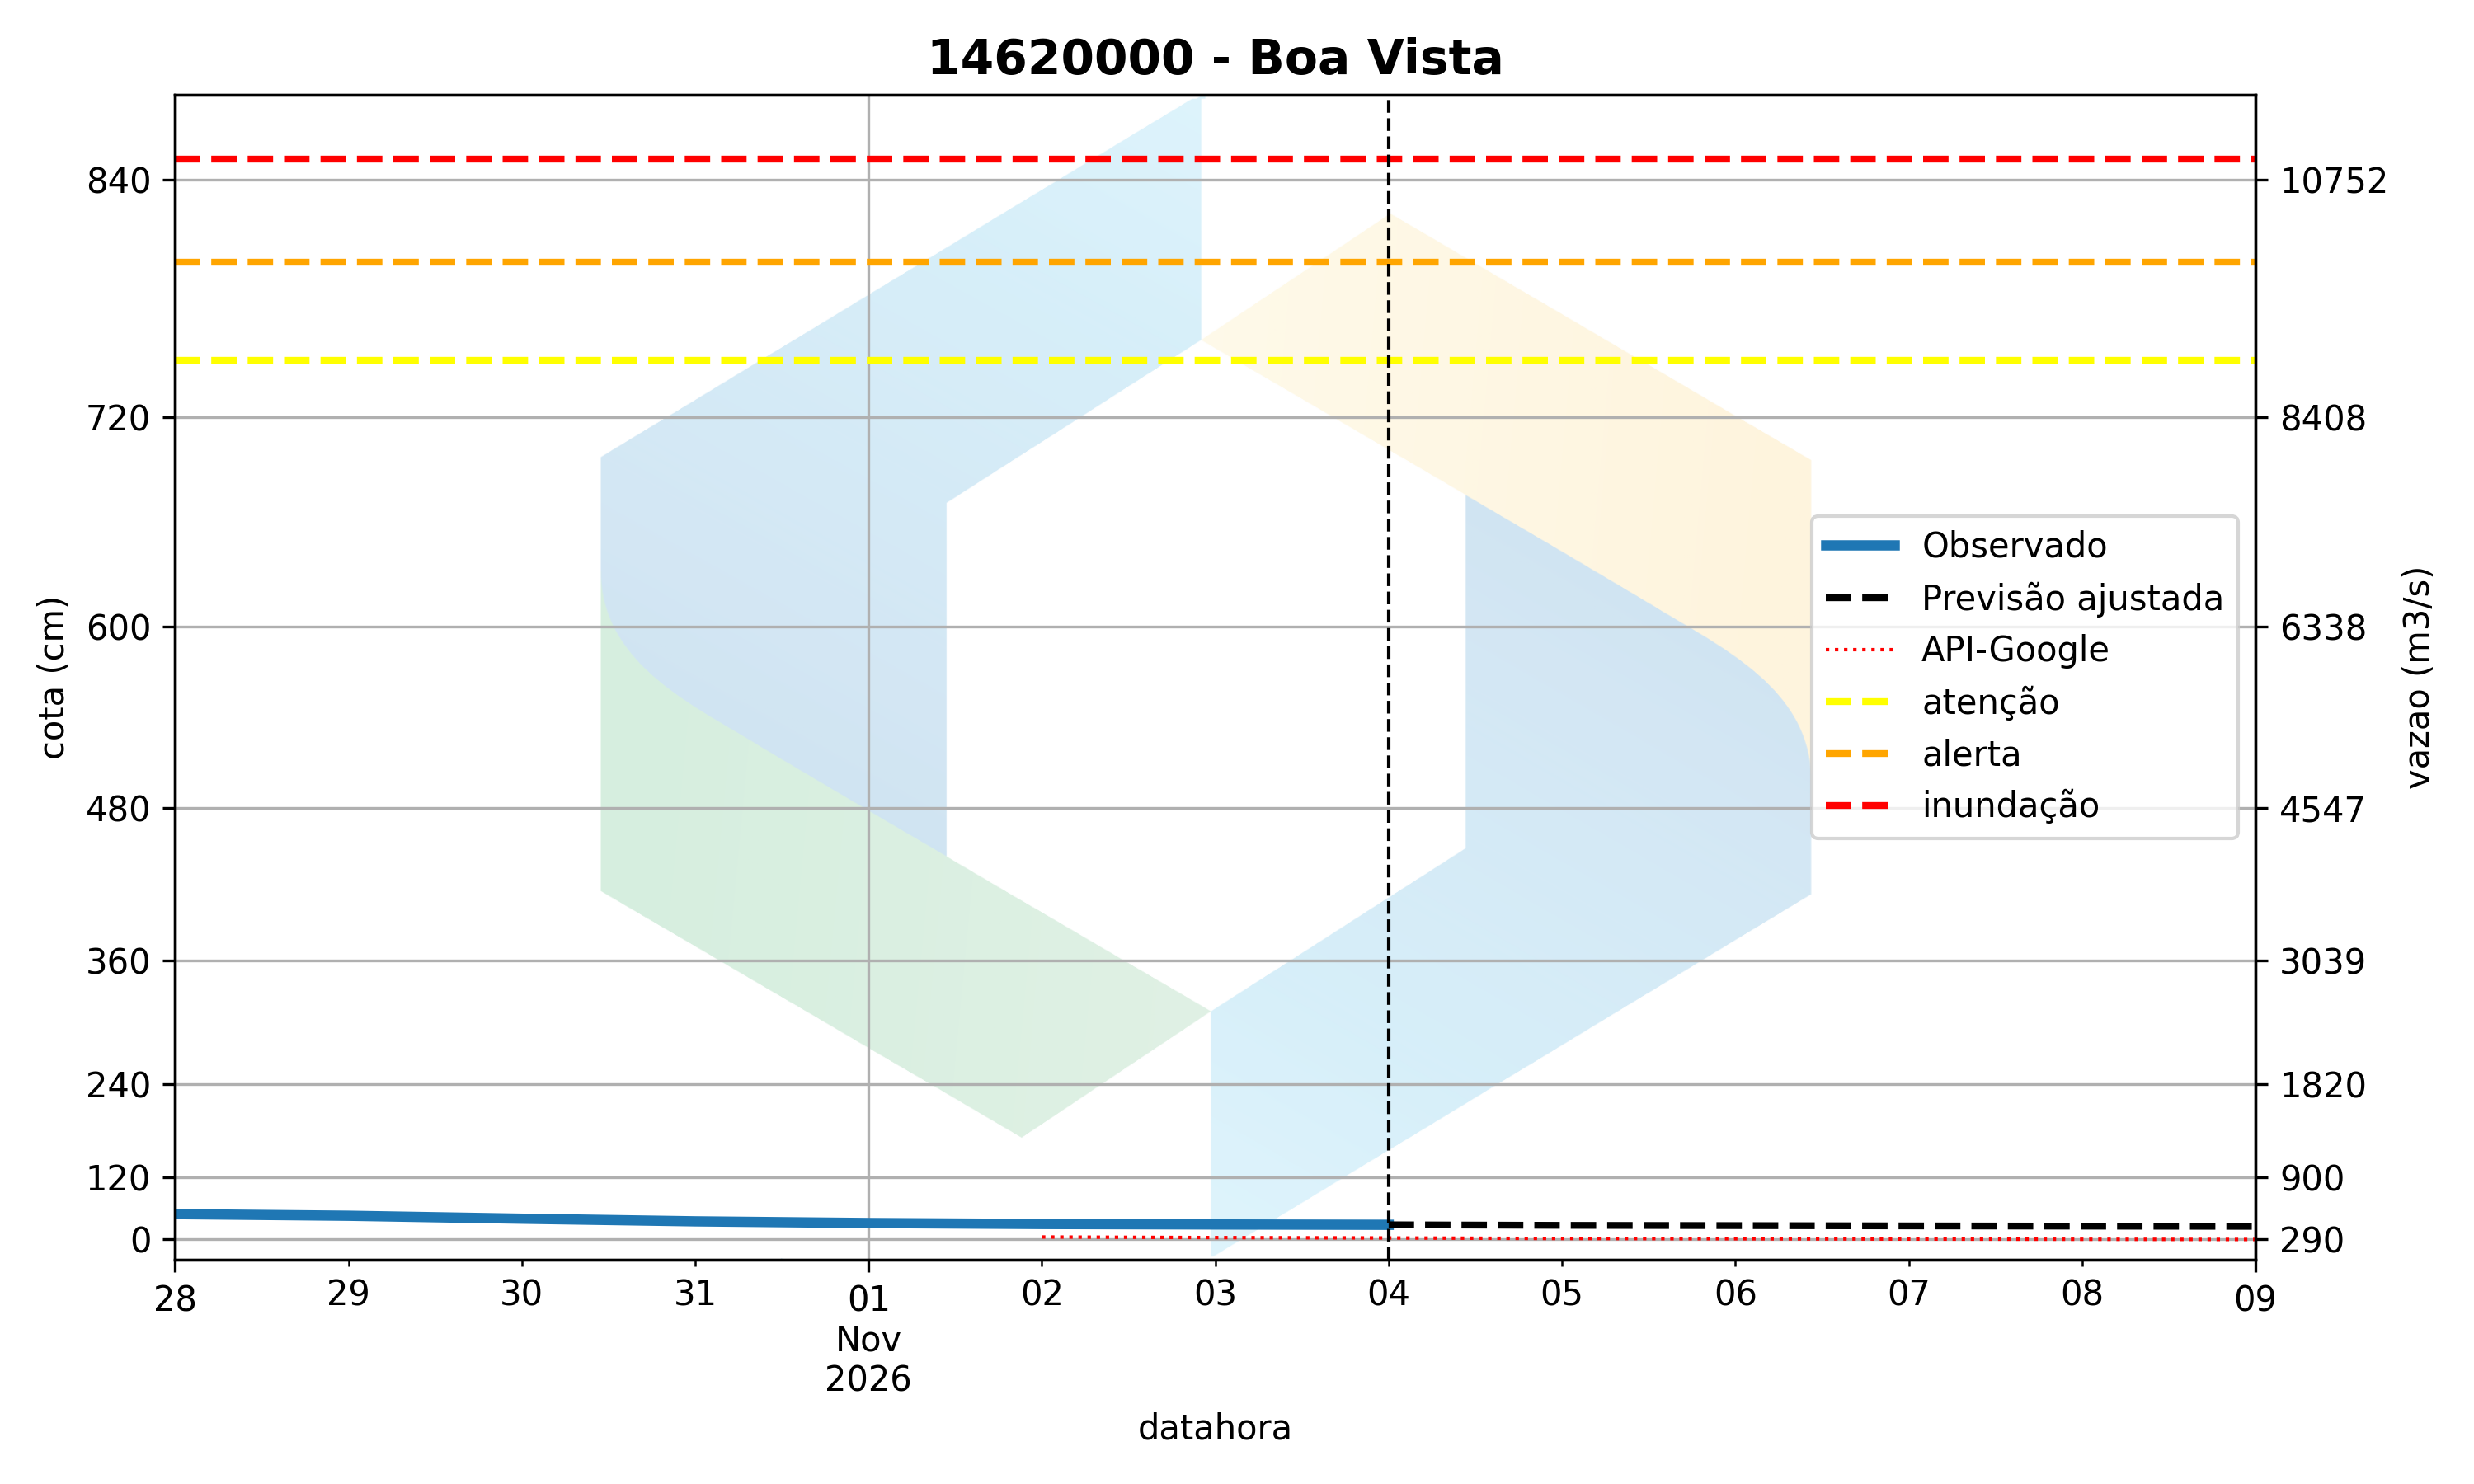 14620000 - Boa Vista
840
720
600
480
360
240
120
0
cota (cm)
10752
8408
6338
4547
3039
1820
900
290
vazao (m3/s)
Observado
Previsão ajustada
API-Google
atenção
alerta
inundação
28 29 30 31 01 02 03 04 05 06 07 08 09
Nov
2026
datahora